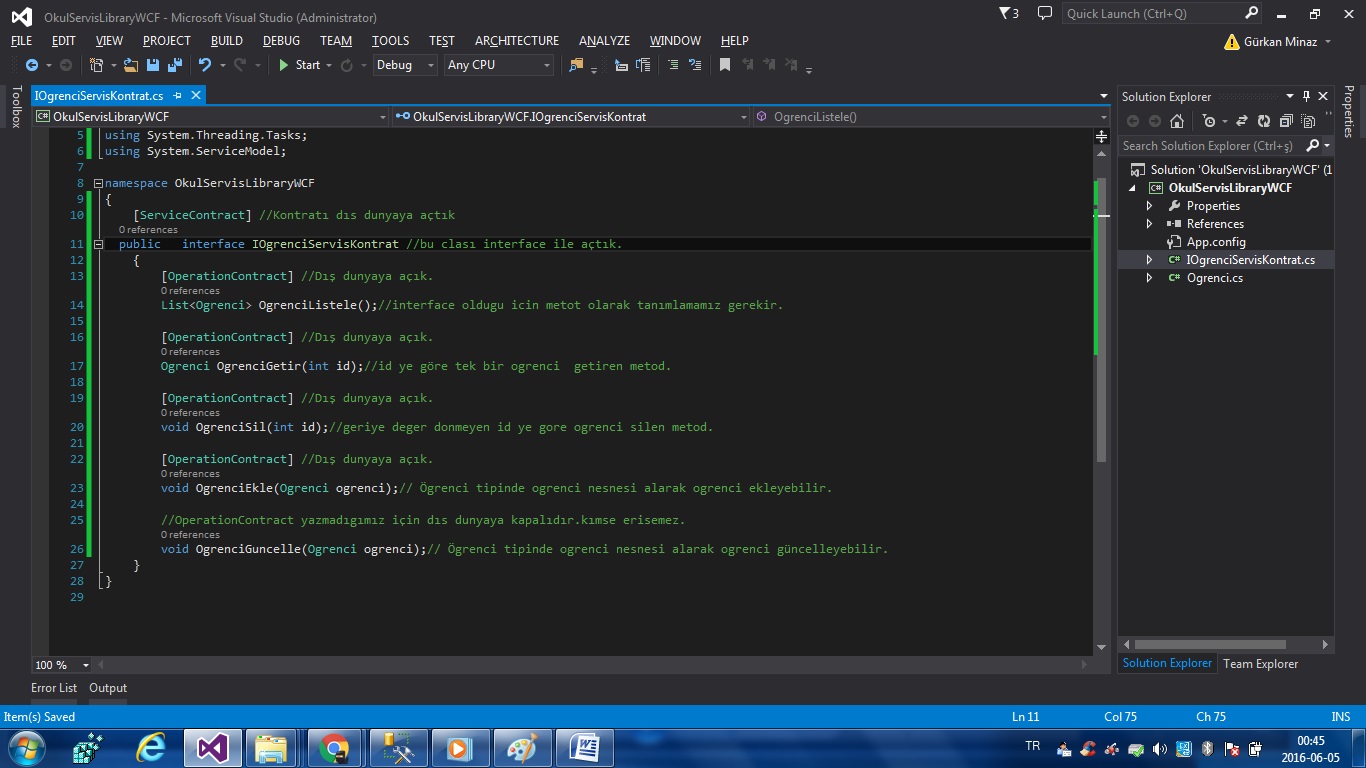 OkulServisLibraryWCF - Microsoft Visual Studio (Administrator)
3
Quick Launch (Ctrl+Q)
FILE EDIT VIEW PROJECT BUILD DEBUG TEAM TOOLS TEST ARCHITECTURE ANALYZE WINDOW HELP
Gürkan Minaz
Start Debug Any CPU
Toolbox
IOgrenciServisKontrat.cs
OkulServisLibraryWCF OkulServisLibraryWCF.IOgrenciServisKontrat OgrenciListele()
5 using System.Threading.Tasks;
6 using System.ServiceModel;
7
8 namespace OkulServisLibraryWCF
9 {
10 [ServiceContract] //Kontratı dıs dunyaya açtık
0 references
11 public interface IOgrenciServisKontrat //bu clası interface ile açtık.
12 {
13 [OperationContract] //Dış dunyaya açık.
0 references
14 List<Ogrenci> OgrenciListele();//interface oldugu icin metot olarak tanımlamamız gerekir.
15
16 [OperationContract] //Dış dunyaya açık.
0 references
17 Ogrenci OgrenciGetir(int id);//id ye göre tek bir ogrenci  getiren metod.
18
19 [OperationContract] //Dış dunyaya açık.
0 references
20 void OgrenciSil(int id);//geriye deger donmeyen id ye gore ogrenci silen metod.
21
22 [OperationContract] //Dış dunyaya açık.
0 references
23 void OgrenciEkle(Ogrenci ogrenci);// Ögrenci tipinde ogrenci nesnesi alarak ogrenci ekleyebilir.
24
25 //OperationContract yazmadıgımız için dıs dunyaya kapalıdır.kımse erisemez.
0 references
26 void OgrenciGuncelle(Ogrenci ogrenci);// Ögrenci tipinde ogrenci nesnesi alarak ogrenci güncelleyebilir.
27 }
28 }
29
100 %
Solution Explorer
Search Solution Explorer (Ctrl+ş)
Solution 'OkulServisLibraryWCF' (1
OkulServisLibraryWCF
Properties
References
App.config
IOgrenciServisKontrat.cs
Ogrenci.cs
Solution Explorer Team Explorer
Properties
Error List Output
Item(s) Saved Ln 11 Col 75 Ch 75 INS
TR
00:45
2016-06-05